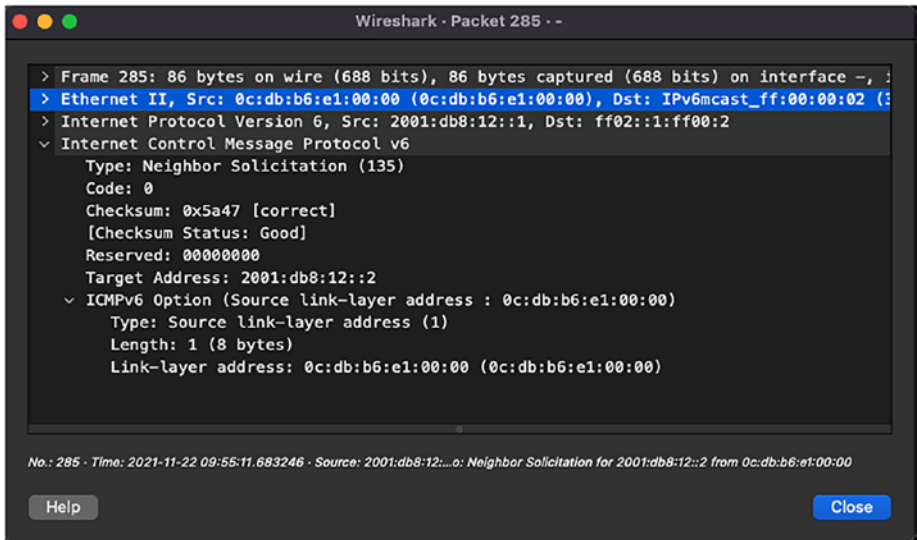 Wireshark · Packet 285 · -
> Frame 285: 86 bytes on wire (688 bits), 86 bytes captured (688 bits) on interface -,
> Ethernet II, Src: 0c:db:b6:e1:00:00 (0c:db:b6:e1:00:00), Dst: IPv6mcast_ff:00:00:02 (3
> Internet Protocol Version 6, Src: 2001:db8:12::1, Dst: ff02::1:ff00:2
Internet Control Message Protocol v6
Type: Neighbor Solicitation (135)
Code: 0
Checksum: 0x5a47 [correct]
[Checksum Status: Good]
Reserved: 00000000
Target Address: 2001:db8:12::2
ICMPv6 Option (Source link-layer address : 0c:db:b6:e1:00:00)
Type: Source link-layer address (1)
Length: 1 (8 bytes)
Link-layer address: 0c:db:b6:e1:00:00 (0c:db:b6:e1:00:00)
No.: 285 · Time: 2021-11-22 09:55:11.683246 · Source: 2001:db8:12:...o: Neighbor Solicitation for 2001:db8:12::2 from 0c:db:b6:e1:00:00
Help
Close